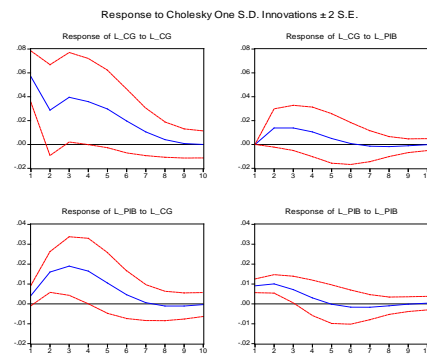 Response to Cholesky One S.D. Innovations ± 2 S.E.
Response of L_CG to L_CG
.08
.06
.04
.02
.00
-.02
1 2 3 4 5 6 7 8 9 10
Response of L_CG to L_PIB
.08
.06
.04
.02
.00
-.02
1 2 3 4 5 6 7 8 9 10
Response of L_PIB to L_CG
.04
.03
.02
.01
.00
-.01
-.02
1 2 3 4 5 6 7 8 9 10
Response of L_PIB to L_PIB
.04
.03
.02
.01
.00
-.01
-.02
1 2 3 4 5 6 7 8 9 10